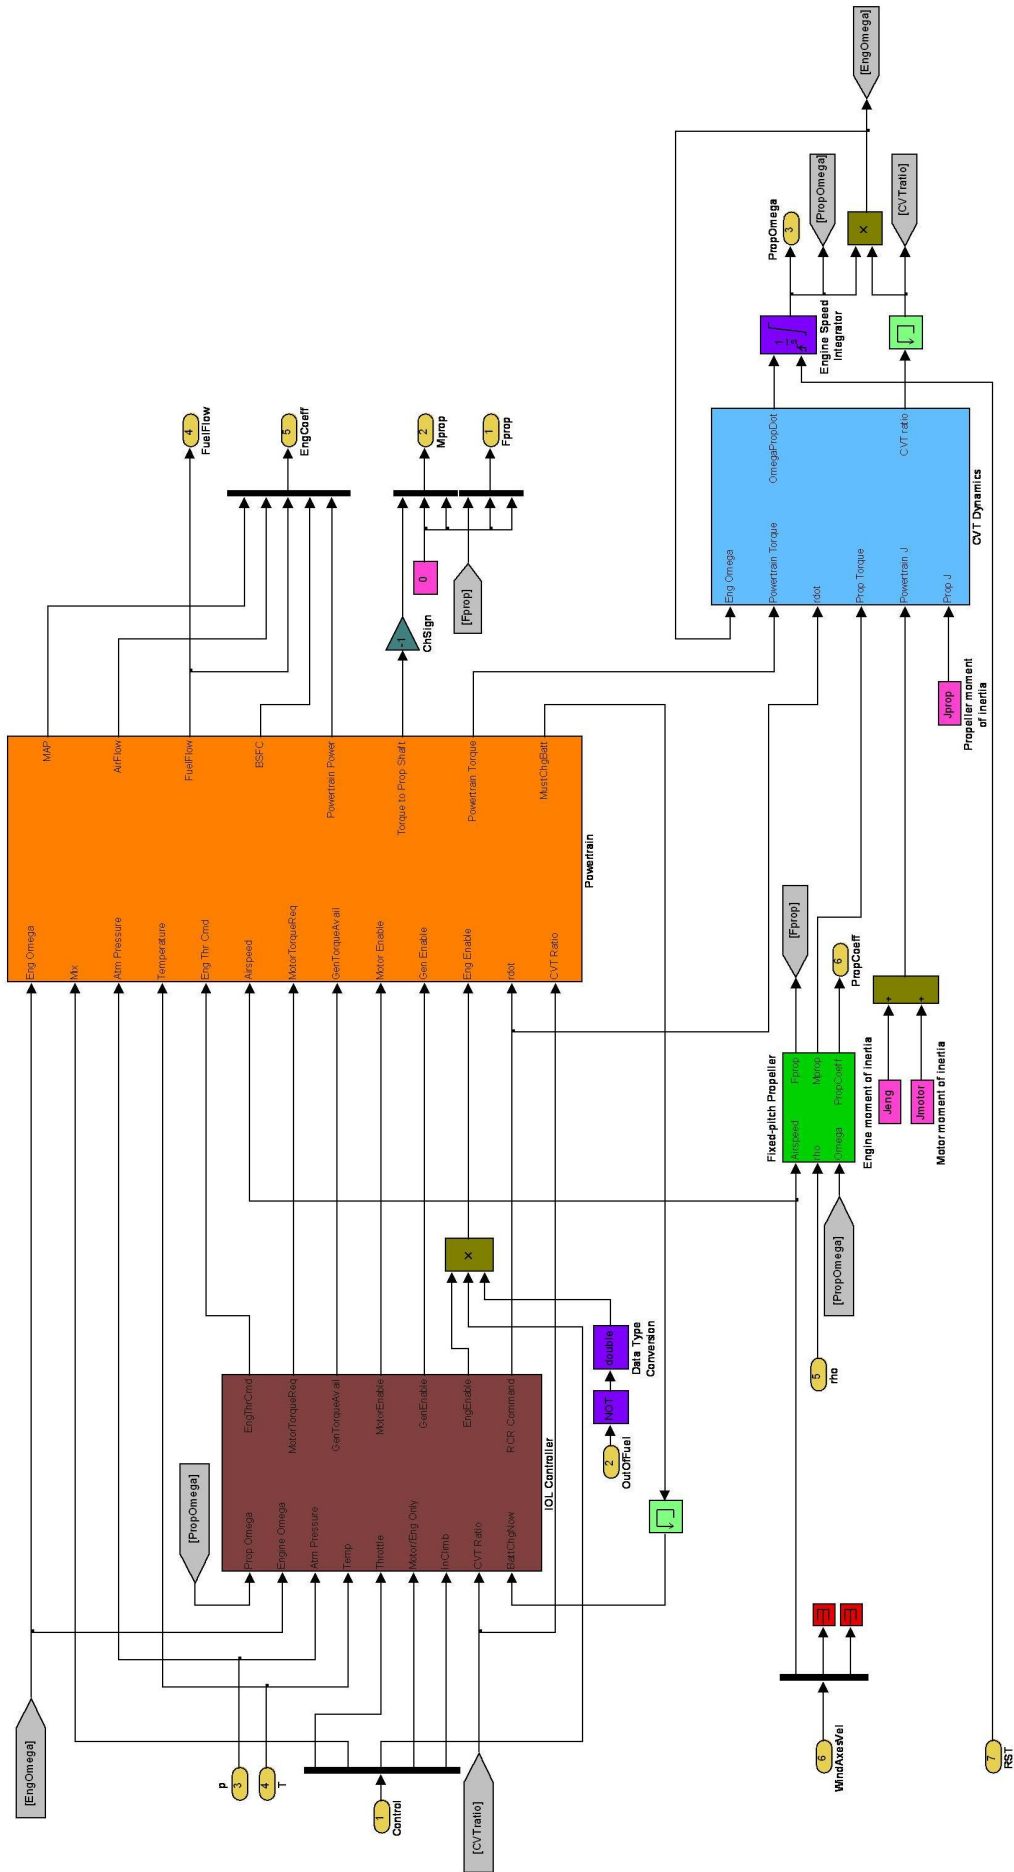 [EngOmega]
p
3
4
T
1
Control
[CVTratio]
[PropOmega]
Prop Omega
Engine Omega
Atm Pressure
Temp
Throttle
Motor/Eng Only
InClimb
CVT Ratio
BattChgNow
EngThrCmd
MotorTorqueReq
GenTorqueAvail
MotorEnable
GenEnable
EngEnable
RCR Command
IOL Controller
2
OutOfFuel
NOT
double
Data Type
Conversion
×
Eng Omega
Mix
Atm Pressure
Temperature
Eng Thr Cmd
Airspeed
MotorTorqueReq
GenTorqueAvail
Motor Enable
Gen Enable
Eng Enable
rdot
CVT Ratio
MAP
AirFlow
FuelFlow
BSFC
Powertrain Power
Torque to Prop Shaft
Powertrain Torque
MustChgBatt
Powertrain
4
FuelFlow
5
EngCoeff
-1
ChSign
0
[Fprop]
2
Mprop
1
Fprop
6
WindAxesVel
7
RST
5
rho
[PropOmega]
Fixed-pitch Propeller
Airspeed
rho
Omega
Fprop
Mprop
PropCoeff
[Fprop]
6
PropCoeff
Engine moment of inertia
Jeng
Jmotor
Motor moment of inertia
+
+
Jprop
Propeller moment
of inertia
Eng Omega
Powertrain Torque
rdot
Prop Torque
Powertrain J
Prop J
OmegaPropDot
CVT ratio
CVT Dynamics
1
s
Engine Speed
Integrator
PropOmega
3
[PropOmega]
×
[CVTratio]
[EngOmega]